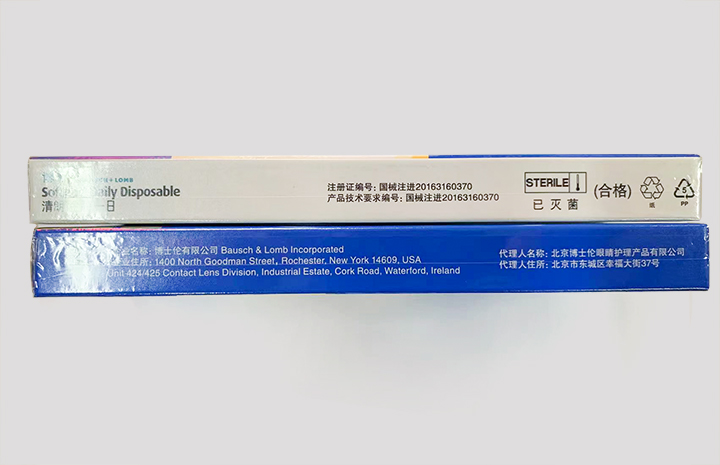 LOMB
Daily Disposable
清 日
注册证编号: 国械注进20163160370
产品技术要求编号: 国械注进20163160370
STERILE
已灭菌
(合格)
纸
5
PP
业名称: 博士伦有限公司 Bausch & Lomb Incorporated
业住所: 1400 North Goodman Street, Rochester, New York 14609, USA
Unit 424/425 Contact Lens Division, Industrial Estate, Cork Road, Waterford, Ireland
代理人名称: 北京博士伦眼睛护理产品有限公司
代理人住所: 北京市东城区幸福大街37号